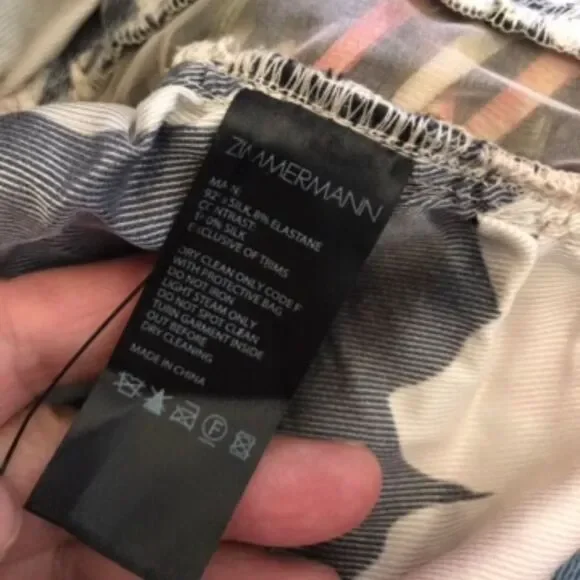 ZIMMERMANN
MAIN:
92% SILK, 8% ELASTANE
CONTRAST:
SILK
EXCLUSIVE OF TRIMS
DRY CLEAN ONLY CODE F
WITH PROTECTIVE BAG
DO NOT IRON
LIGHT STEAM ONLY
DO NOT SPOT CLEAN
TURN GARMENT INSIDE
OUT BEFORE
DRY CLEANING
MADE IN CHINA
F